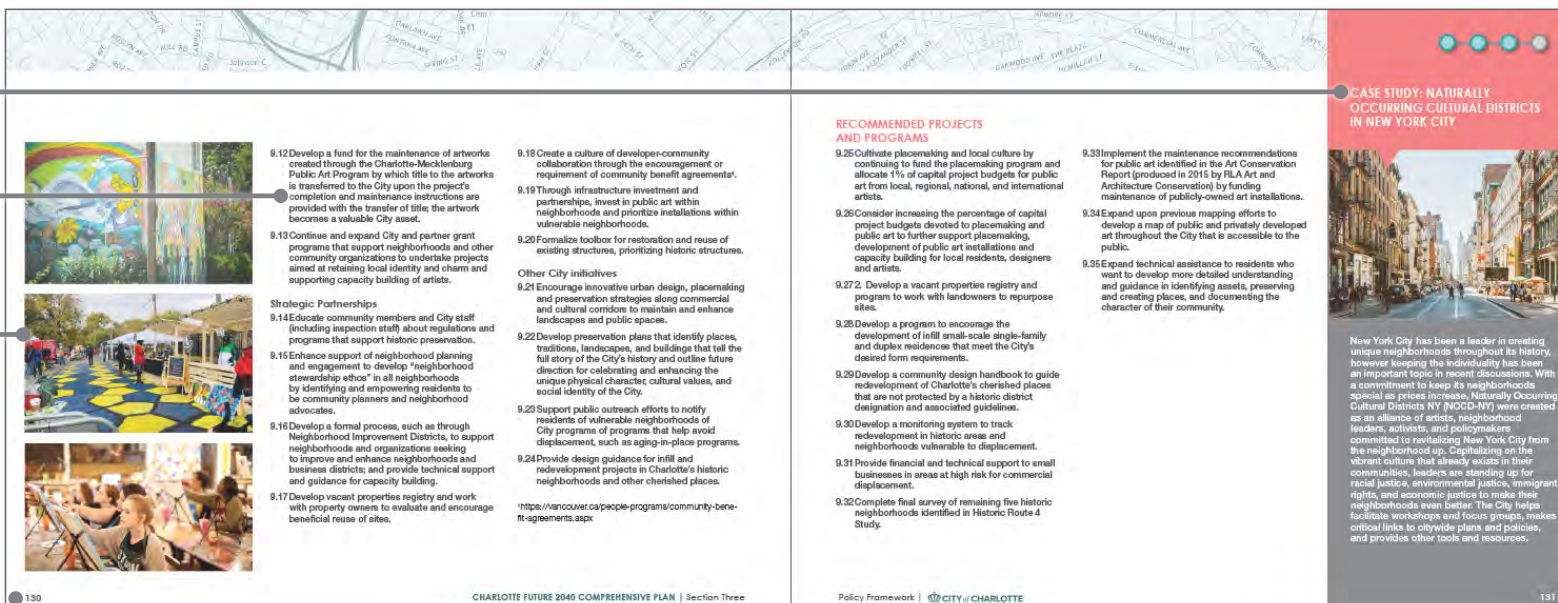 Johnson C.
CASE STUDY: NATURALLY
OCCURRING CULTURAL DISTRICTS
IN NEW YORK CITY
9.12 Develop a fund for the maintenance of artworks
created through the Charlotte-Mecklenburg
Public Art Program by which title to the artworks
is transferred to the City upon the project's
completion and maintenance instructions are
provided with the transfer of title; the artwork
becomes a valuable City asset.
9.13 Continue and expand City and partner grant
programs that support neighborhoods and other
community organizations to undertake projects
aimed at retaining local identity and charm and
supporting capacity building of artists.
Strategic Partnerships
9.14 Educate community members and City staff
(including inspection staff) about regulations and
programs that support historic preservation.
9.15 Enhance support of neighborhood planning
and engagement to develop "neighborhood
stewardship ethos" in all neighborhoods
by identifying and empowering residents to
be community planners and neighborhood
advocates.
9.16 Develop a formal process, such as through
Neighborhood Improvement Districts, to support
neighborhoods and organizations seeking
to improve and enhance neighborhoods and
business districts; and provide technical support
and guidance for capacity building.
9.17 Develop vacant properties registry and work
with property owners to evaluate and encourage
beneficial reuse of sites.
9.18 Create a culture of developer-community
collaboration through the encouragement or
requirement of community benefit agreements¹.
9.19 Through infrastructure investment and
partnerships, invest in public art within
neighborhoods and prioritize installations within
vulnerable neighborhoods.
9.20 Formalize toolbox for restoration and reuse of
existing structures, prioritizing historic structures.
Other City initiatives
9.21 Encourage innovative urban design, placemaking
and preservation strategies along commercial
and cultural corridors to maintain and enhance
landscapes and public spaces.
9.22 Develop preservation plans that identify places,
traditions, landscapes, and buildings that tell the
full story of the City's history and outline future
direction for celebrating and enhancing the
unique physical character, cultural values, and
social identity of the City.
9.23 Support public outreach efforts to notify
residents of vulnerable neighborhoods of
City programs of programs that help avoid
displacement, such as aging-in-place programs.
9.24 Provide design guidance for infill and
redevelopment projects in Charlotte's historic
neighborhoods and other cherished places.
¹https://vancouver.ca/people-programs/community-bene-
fit-agreements.aspx
130
CHARLOTTE FUTURE 2040 COMPREHENSIVE PLAN | Section Three
RECOMMENDED PROJECTS
AND PROGRAMS
9.25 Cultivate placemaking and local culture by
continuing to fund the placemaking program and
allocate 1% of capital project budgets for public
art from local, regional, national, and international
artists.
9.26 Consider increasing the percentage of capital
project budgets devoted to placemaking and
public art to further support placemaking,
development of public art installations and
capacity building for local residents, designers
and artists.
9.27 2. Develop a vacant properties registry and
program to work with landowners to repurpose
sites.
9.28 Develop a program to encourage the
development of infill small-scale single-family
and duplex residences that meet the City's
desired form requirements.
9.29 Develop a community design handbook to guide
redevelopment of Charlotte's cherished places
that are not protected by a historic district
designation and associated guidelines.
9.30 Develop a monitoring system to track
redevelopment in historic areas and
neighborhoods vulnerable to displacement.
9.31 Provide financial and technical support to small
businesses in areas at high risk for commercial
displacement.
9.32 Complete final survey of remaining five historic
neighborhoods identified in Historic Route 4
Study.
9.33 Implement the maintenance recommendations
for public art identified in the Art Conservation
Report (produced in 2015 by RLA Art and
Architecture Conservation) by funding
maintenance of publicly-owned art installations.
9.34 Expand upon previous mapping efforts to
develop a map of public and privately developed
art throughout the City that is accessible to the
public.
9.35 Expand technical assistance to residents who
want to develop more detailed understanding
and guidance in identifying assets, preserving
and creating places, and documenting the
character of their community.
New York City has been a leader in creating
unique neighborhoods throughout its history,
however keeping the individuality has been
an important topic in recent discussions. With
a commitment to keep its neighborhoods
special as prices increase, Naturally Occurring
Cultural Districts NY (NOCD-NY) were created
as an alliance of artists, neighborhood
leaders, activists, and policymakers
committed to revitalizing New York City from
the neighborhood up. Capitalizing on the
vibrant culture that already exists in their
communities, leaders are standing up for
racial justice, environmental justice, immigrant
rights, and economic justice to make their
neighborhoods even better. The City helps
facilitate workshops and focus groups, makes
critical links to citywide plans and policies,
and provides other tools and resources.
Policy Framework | CITY of CHARLOTTE
131